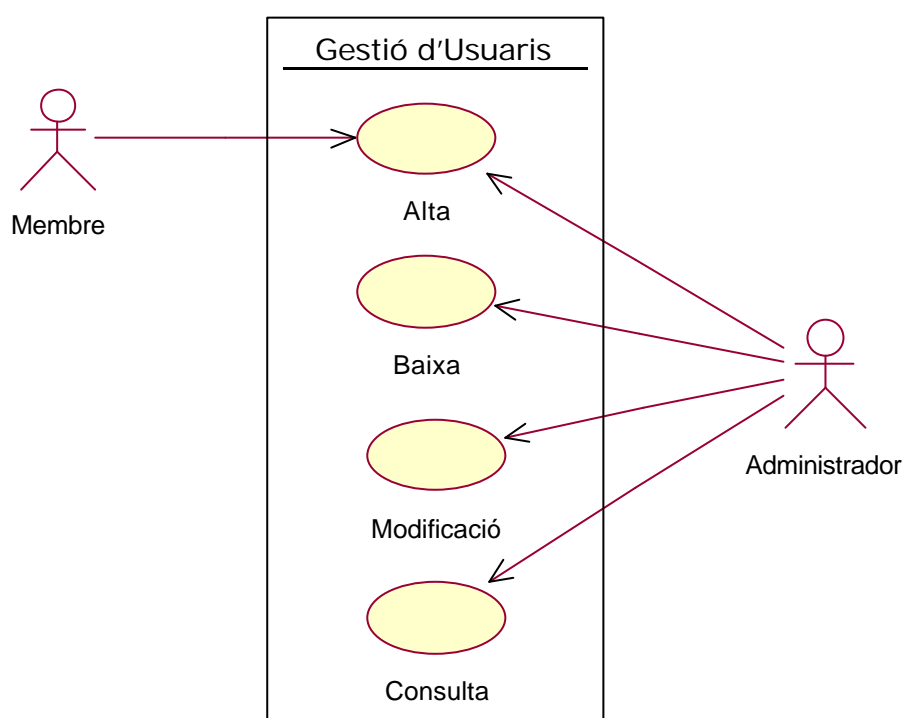 Gestió d'Usuaris
Membre
Alta
Baixa
Administrador
Modificació
Consulta